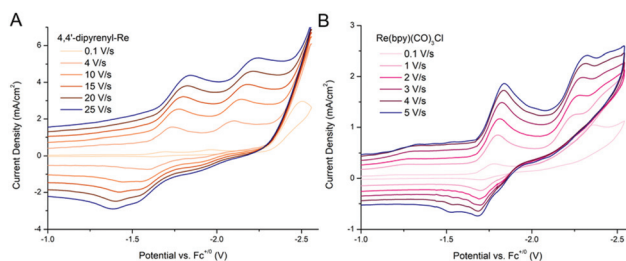 A
4,4'-dipyrenyl-Re
0.1 V/s
4 V/s
10 V/s
15 V/s
20 V/s
25 V/s
Current Density (mA/cm²)
6
4
2
0
-2
-4
-1.0
-1.5
-2.0
-2.5
Potential vs. Fc⁺ᐟ⁰ (V)
B
Re(bpy)(CO)₃Cl
0.1 V/s
1 V/s
2 V/s
3 V/s
4 V/s
5 V/s
Current Density (mA/cm²)
3
2
1
0
-1
-1.0
-1.5
-2.0
-2.5
Potential vs. Fc⁺ᐟ⁰ (V)